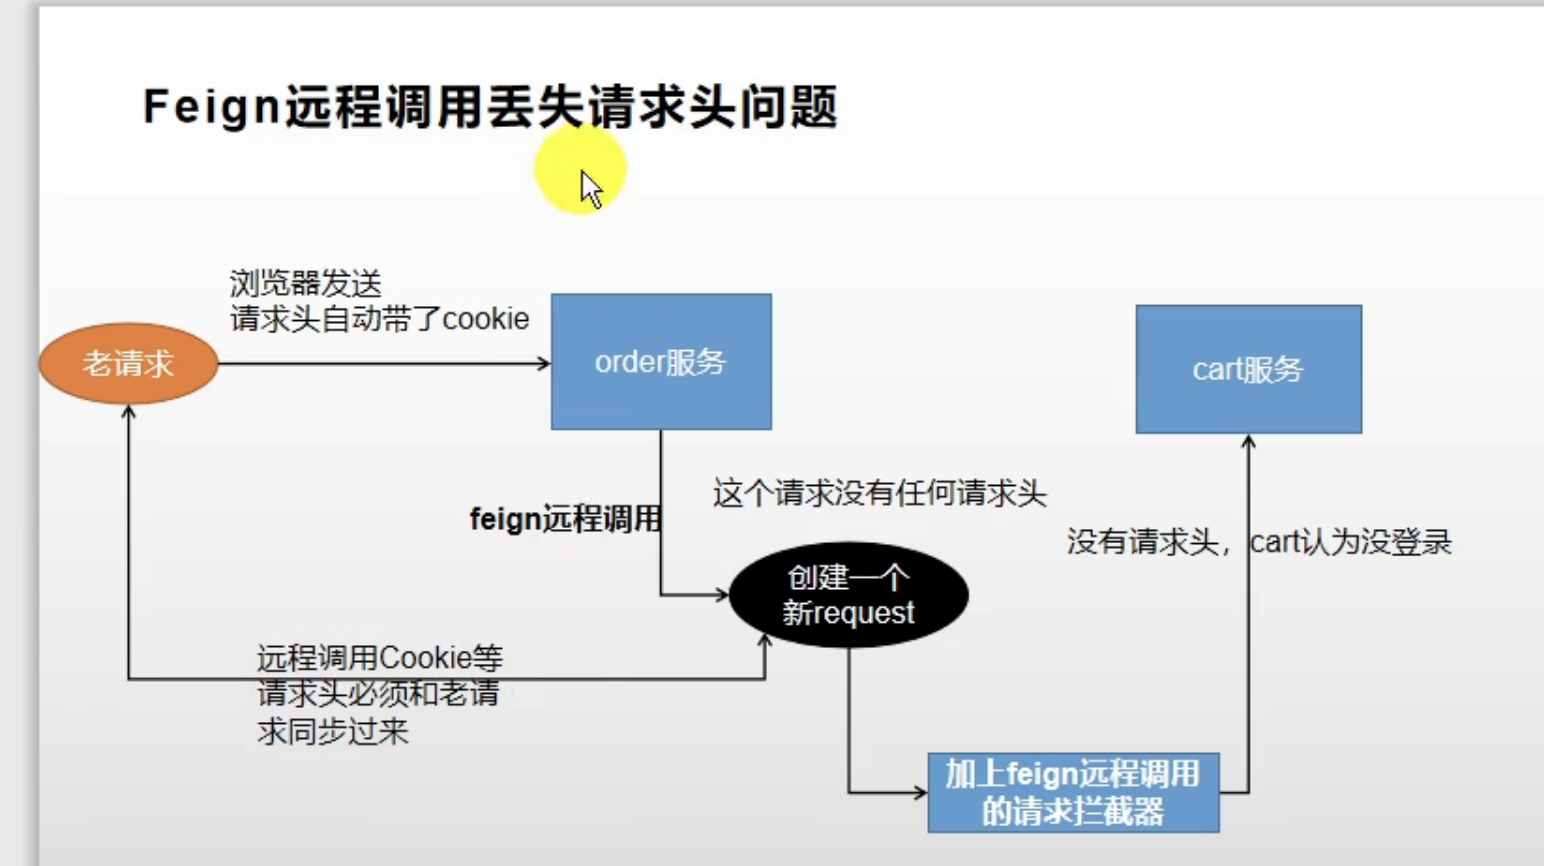 Feign远程调用丢失请求头问题
浏览器发送
请求头自动带了cookie
老请求
order服务
cart服务
这个请求没有任何请求头
feign远程调用
没有请求头，cart认为没登录
创建一个
新request
远程调用Cookie等
请求头必须和老请
求同步过来
加上feign远程调用
的请求拦截器